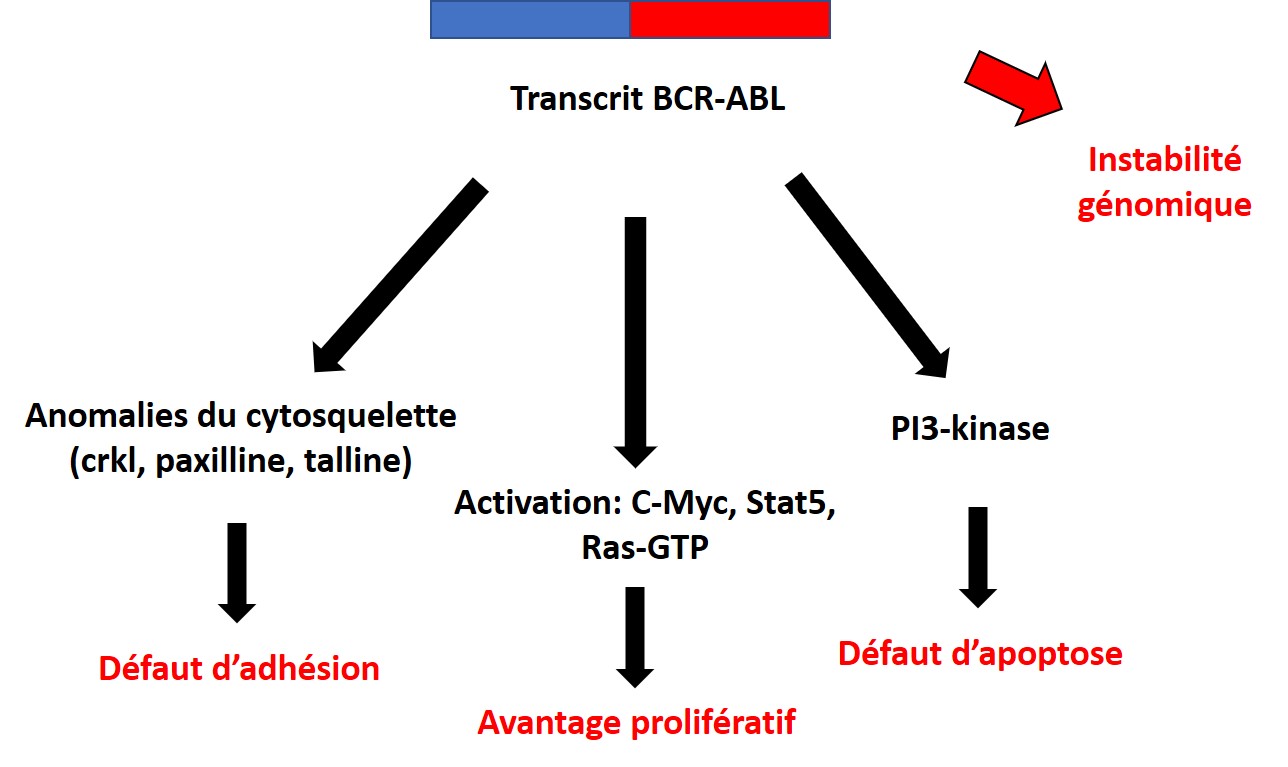 Transcrit BCR-ABL
Instabilité
génomique
Anomalies du cytosquelette
(crkl, paxilline, talline)
PI3-kinase
Activation: C-Myc, Stat5,
Ras-GTP
Défaut d’adhésion
Défaut d’apoptose
Avantage prolifératif